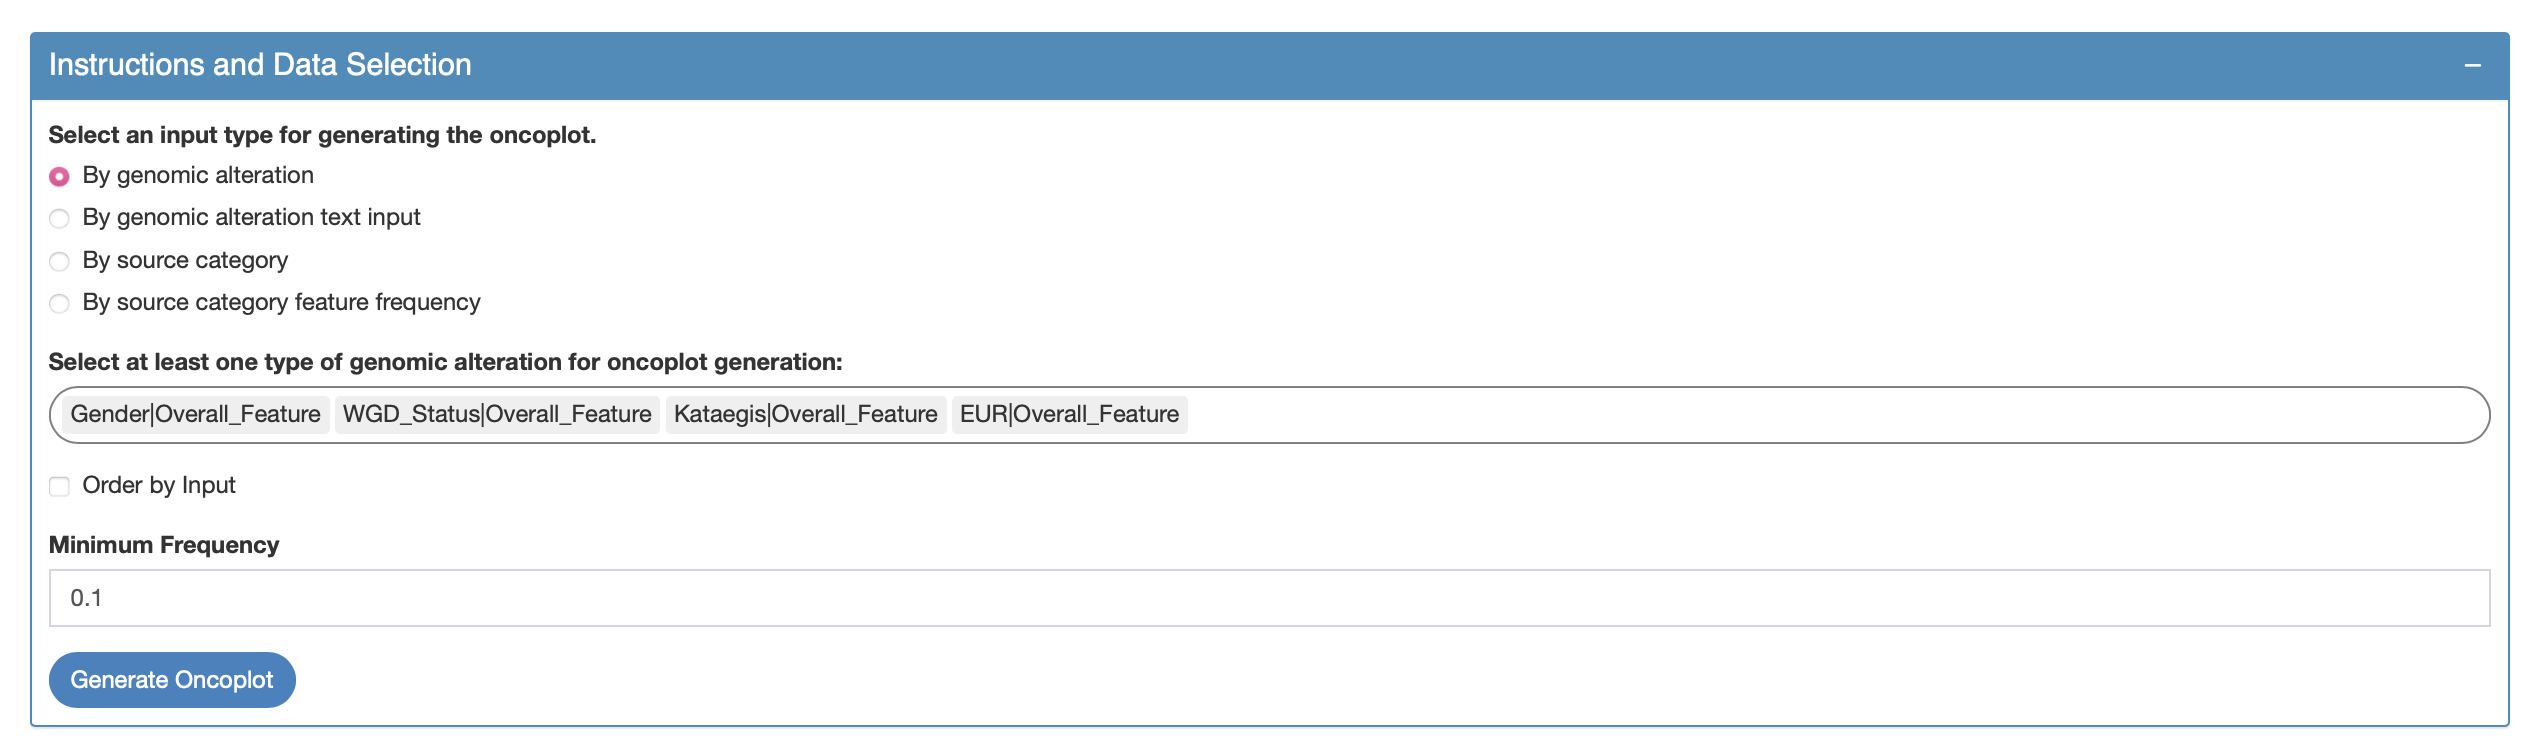 Instructions and Data Selection
Select an input type for generating the oncoplot.
By genomic alteration
By genomic alteration text input
By source category
By source category feature frequency
Select at least one type of genomic alteration for oncoplot generation:
Gender|Overall_Feature WGD_Status|Overall_Feature Kataegis|Overall_Feature EUR|Overall_Feature
Order by Input
Minimum Frequency
0.1
Generate Oncoplot